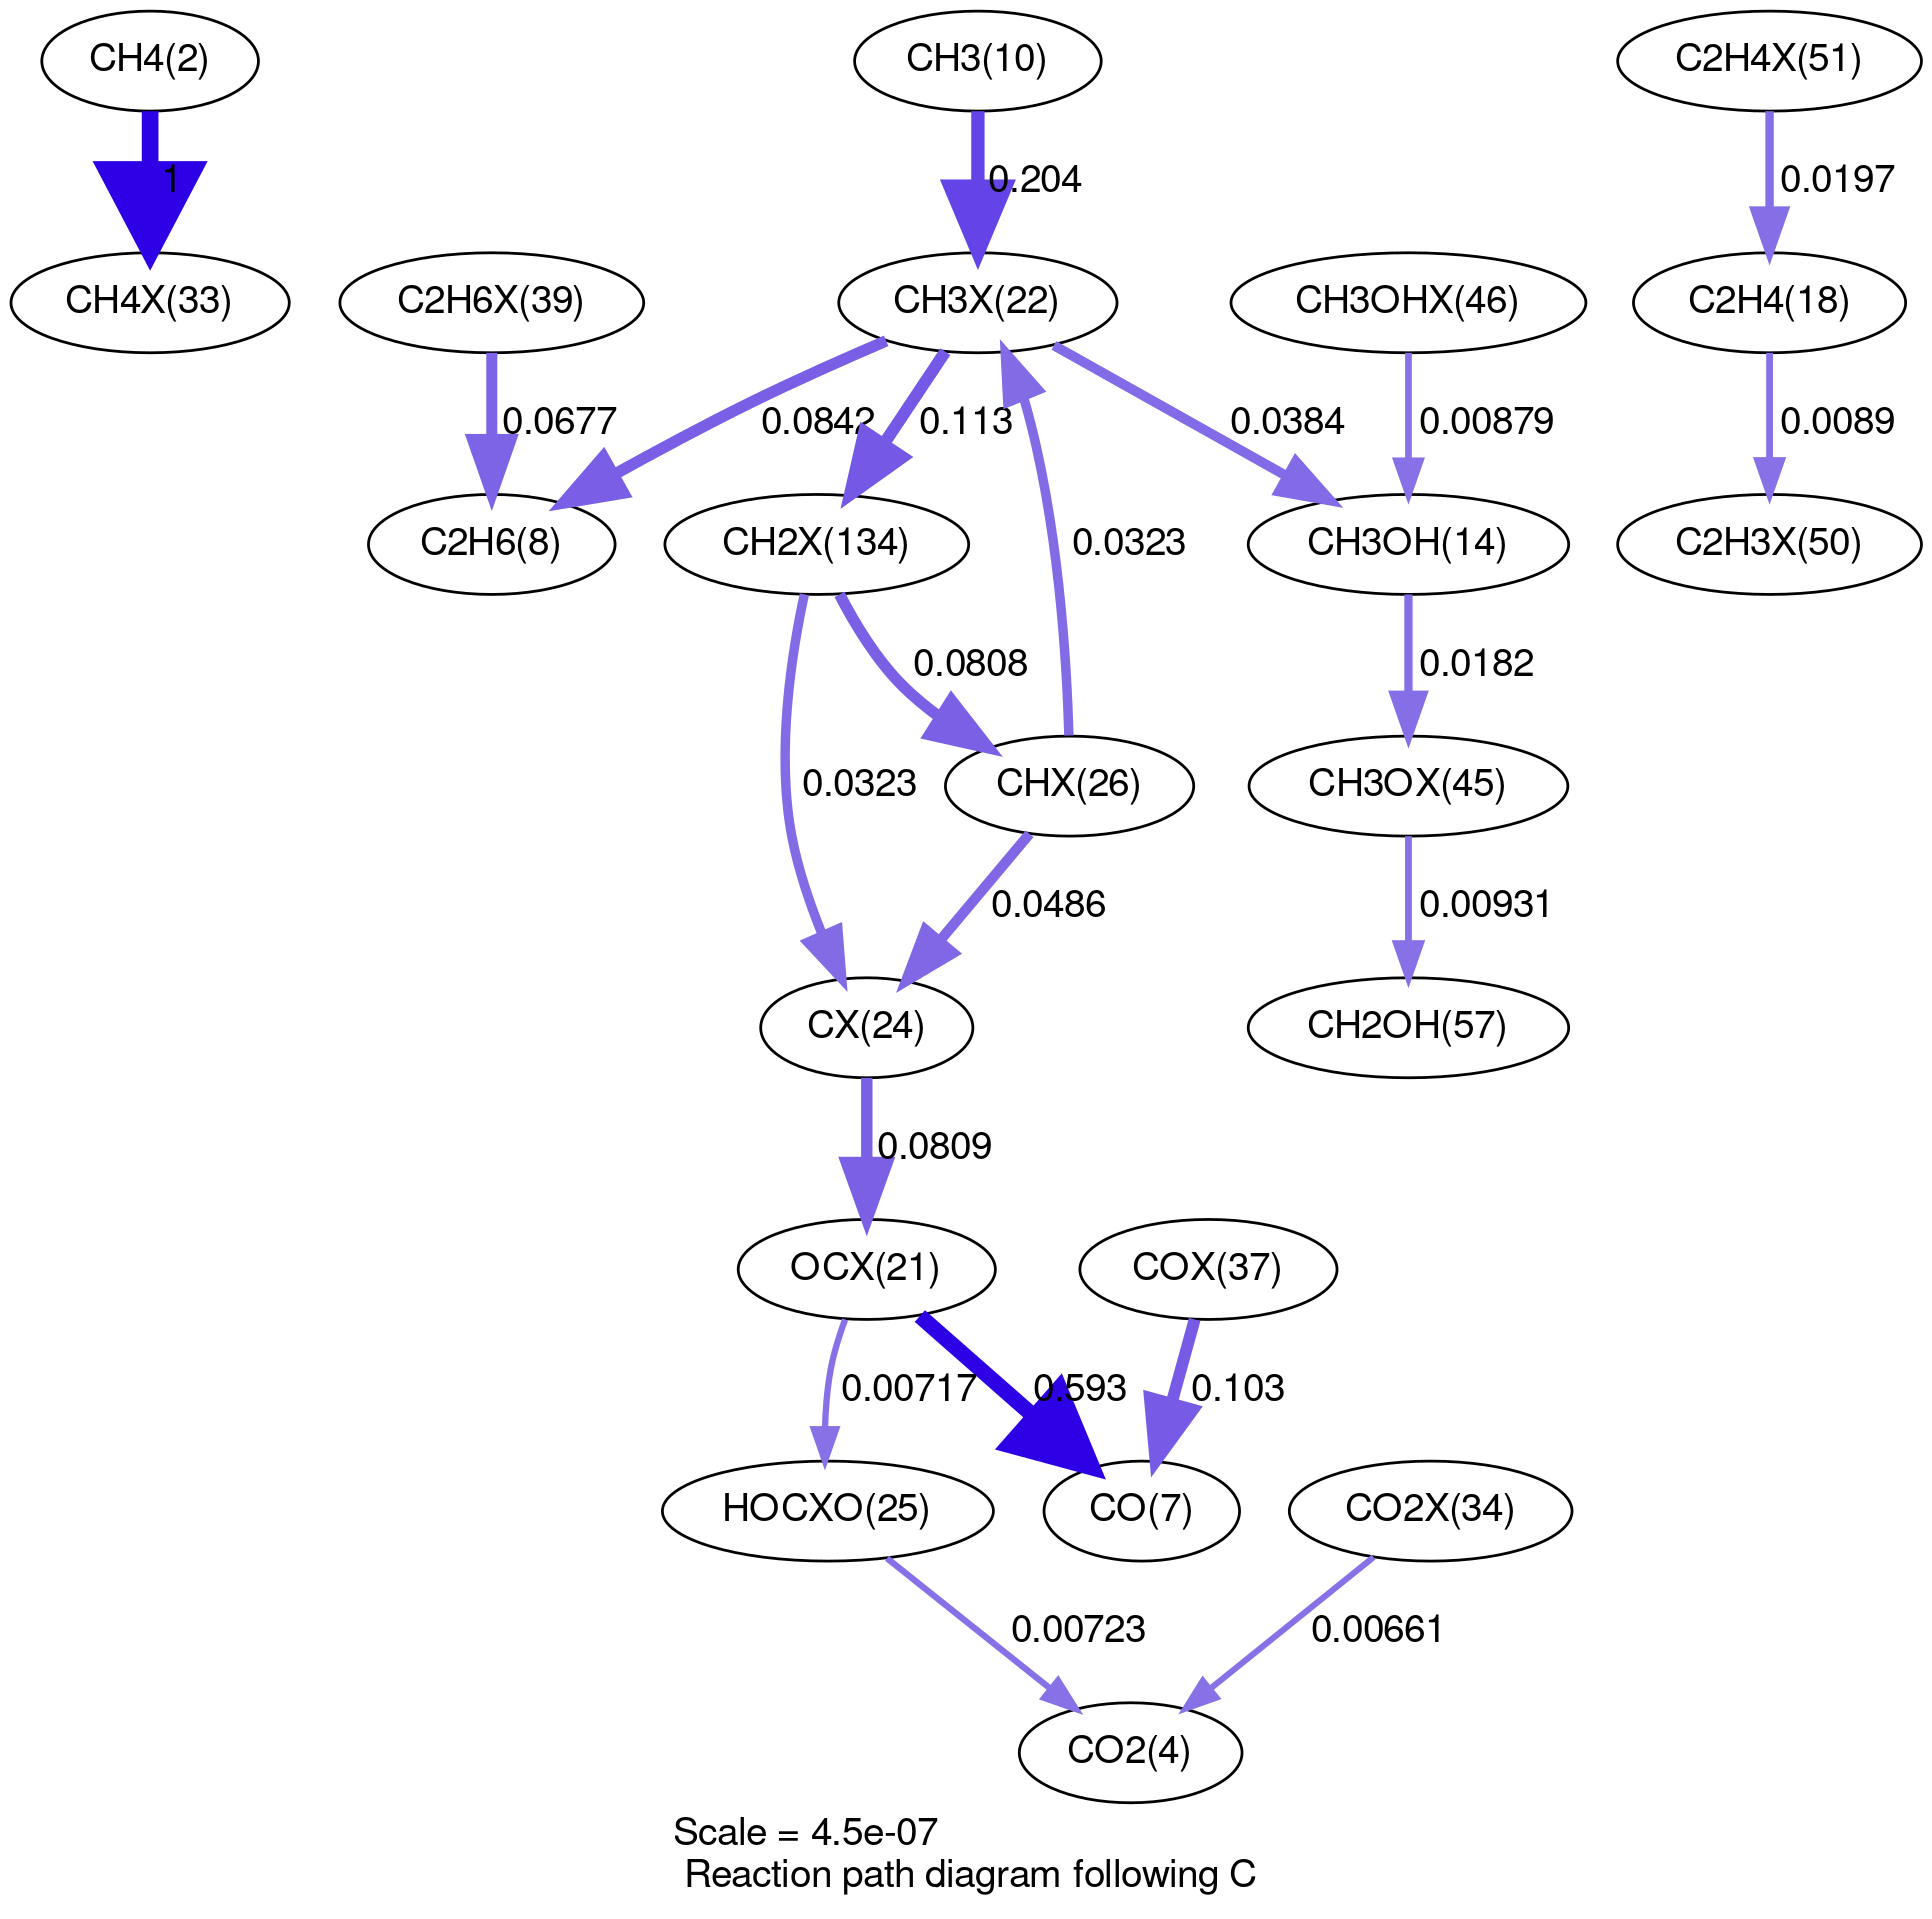 CH4(2)
CH3(10)
C2H4X(51)
1
0.204
0.0197
CH4X(33)
C2H6X(39)
CH3X(22)
CH3OHX(46)
C2H4(18)
0.0677
0.0842
0.113
0.0384
0.00879
0.0089
C2H6(8)
CH2X(134)
0.0323
CH3OH(14)
C2H3X(50)
0.0808
0.0182
0.0323
CHX(26)
CH3OX(45)
0.0486
0.00931
CX(24)
CH2OH(57)
0.0809
OCX(21)
COX(37)
0.00717
0.593
0.103
HOCXO(25)
CO(7)
CO2X(34)
0.00723
0.00661
CO2(4)
Scale = 4.5e-07
Reaction path diagram following C